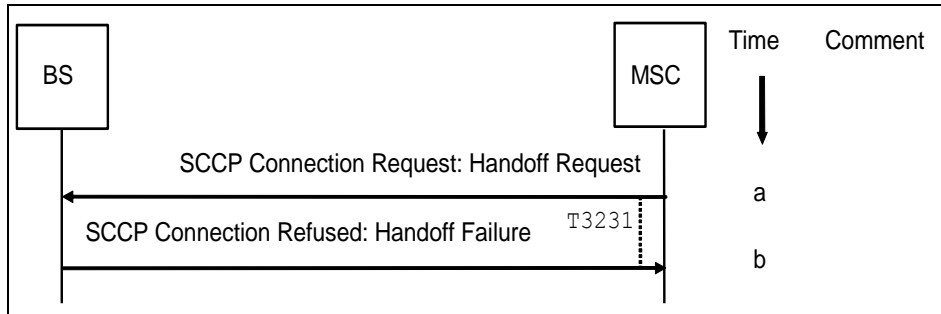 Time Comment
BS
MSC
SCCP Connection Request: Handoff Request
a
T3231
SCCP Connection Refused: Handoff Failure
b